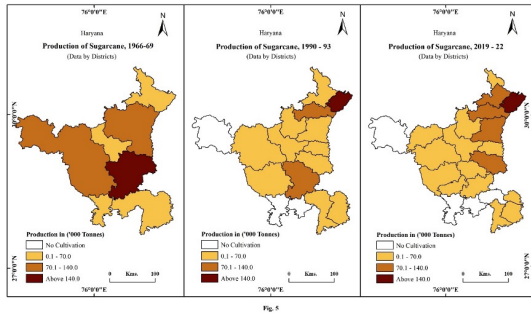 76°0'0"E
76°0'0"E
76°0'0"E
N
Haryana
Production of Sugarcane, 1966-69
(Data by Districts)
N
Haryana
Production of Sugarcane, 1990 - 93
(Data by Districts)
N
Haryana
Production of Sugarcane, 2019 - 22
(Data by Districts)
Production in ('000 Tonnes)
No Cultivation
0.1 - 70.0
70.1 - 140.0
Above 140.0
0 100
Kms.
Production in ('000 Tonnes)
No Cultivation
0.1 - 70.0
70.1 - 140.0
Above 140.0
0 100
Kms.
Production in ('000 Tonnes)
No Cultivation
0.1 - 70.0
70.1 - 140.0
Above 140.0
0 100
Kms.
27°0'0"N
27°0'0"N
76°0'0"E
76°0'0"E
76°0'0"E
Fig. 5